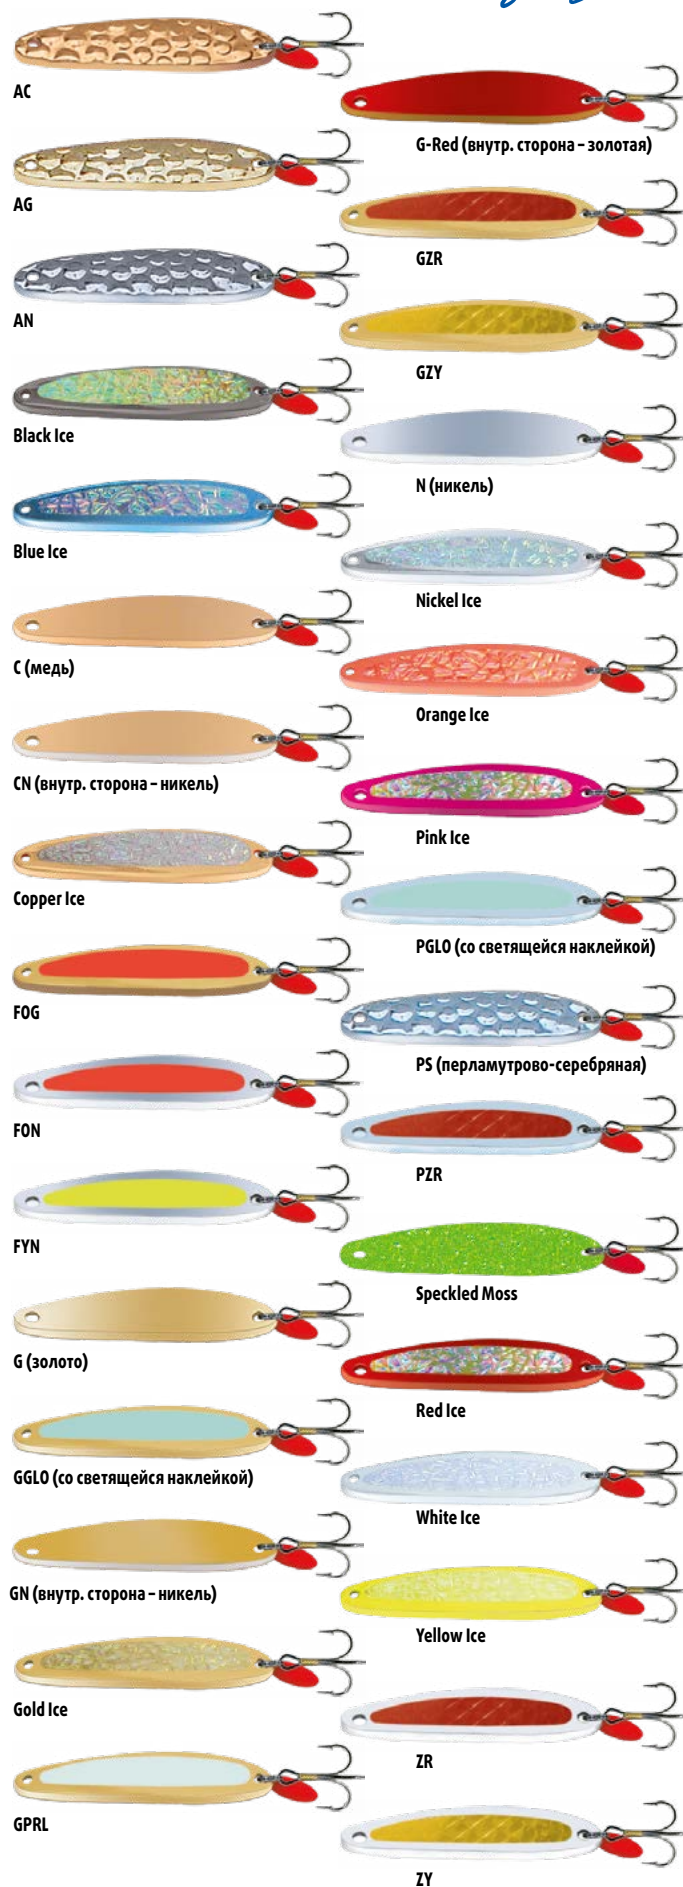 AC
AG
AN
Black Ice
Blue Ice
C (медь)
CN (внутр. сторона – никель)
Copper Ice
FOG
FON
FYN
G (золото)
GGLO (со светящейся наклейкой)
GN (внутр. сторона – никель)
Gold Ice
GPRL
G-Red (внутр. сторона – золотая)
GZR
GZY
N (никель)
Nickel Ice
Orange Ice
Pink Ice
PGLO (со светящейся наклейкой)
PS (перламутрово-серебряная)
PZR
Speckled Moss
Red Ice
White Ice
Yellow Ice
ZR
ZY